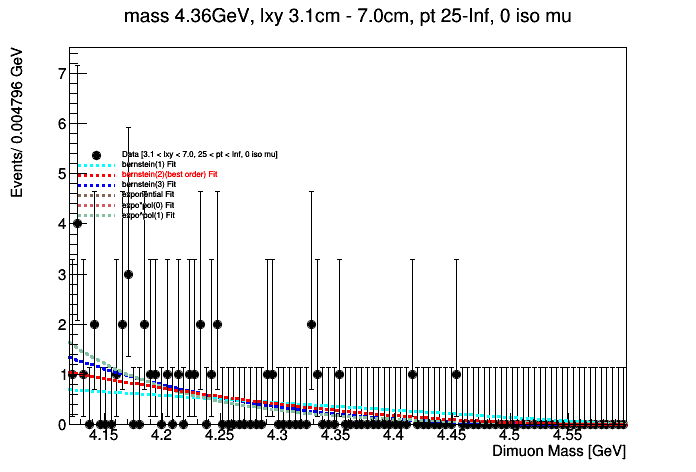 mass 4.36GeV, lxy 3.1cm - 7.0cm, pt 25-Inf, 0 iso mu
Events/ 0.004796 GeV
7
6
5
4
3
2
1
0
Data [3.1 < lxy < 7.0, 25 < pt < Inf, 0 iso mu]
bernstein(1) Fit
bernstein(2)(best order) Fit
bernstein(3) Fit
exponential Fit
expo*pol(0) Fit
expo*pol(1) Fit
4.15 4.2 4.25 4.3 4.35 4.4 4.45 4.5 4.55
Dimuon Mass [GeV]